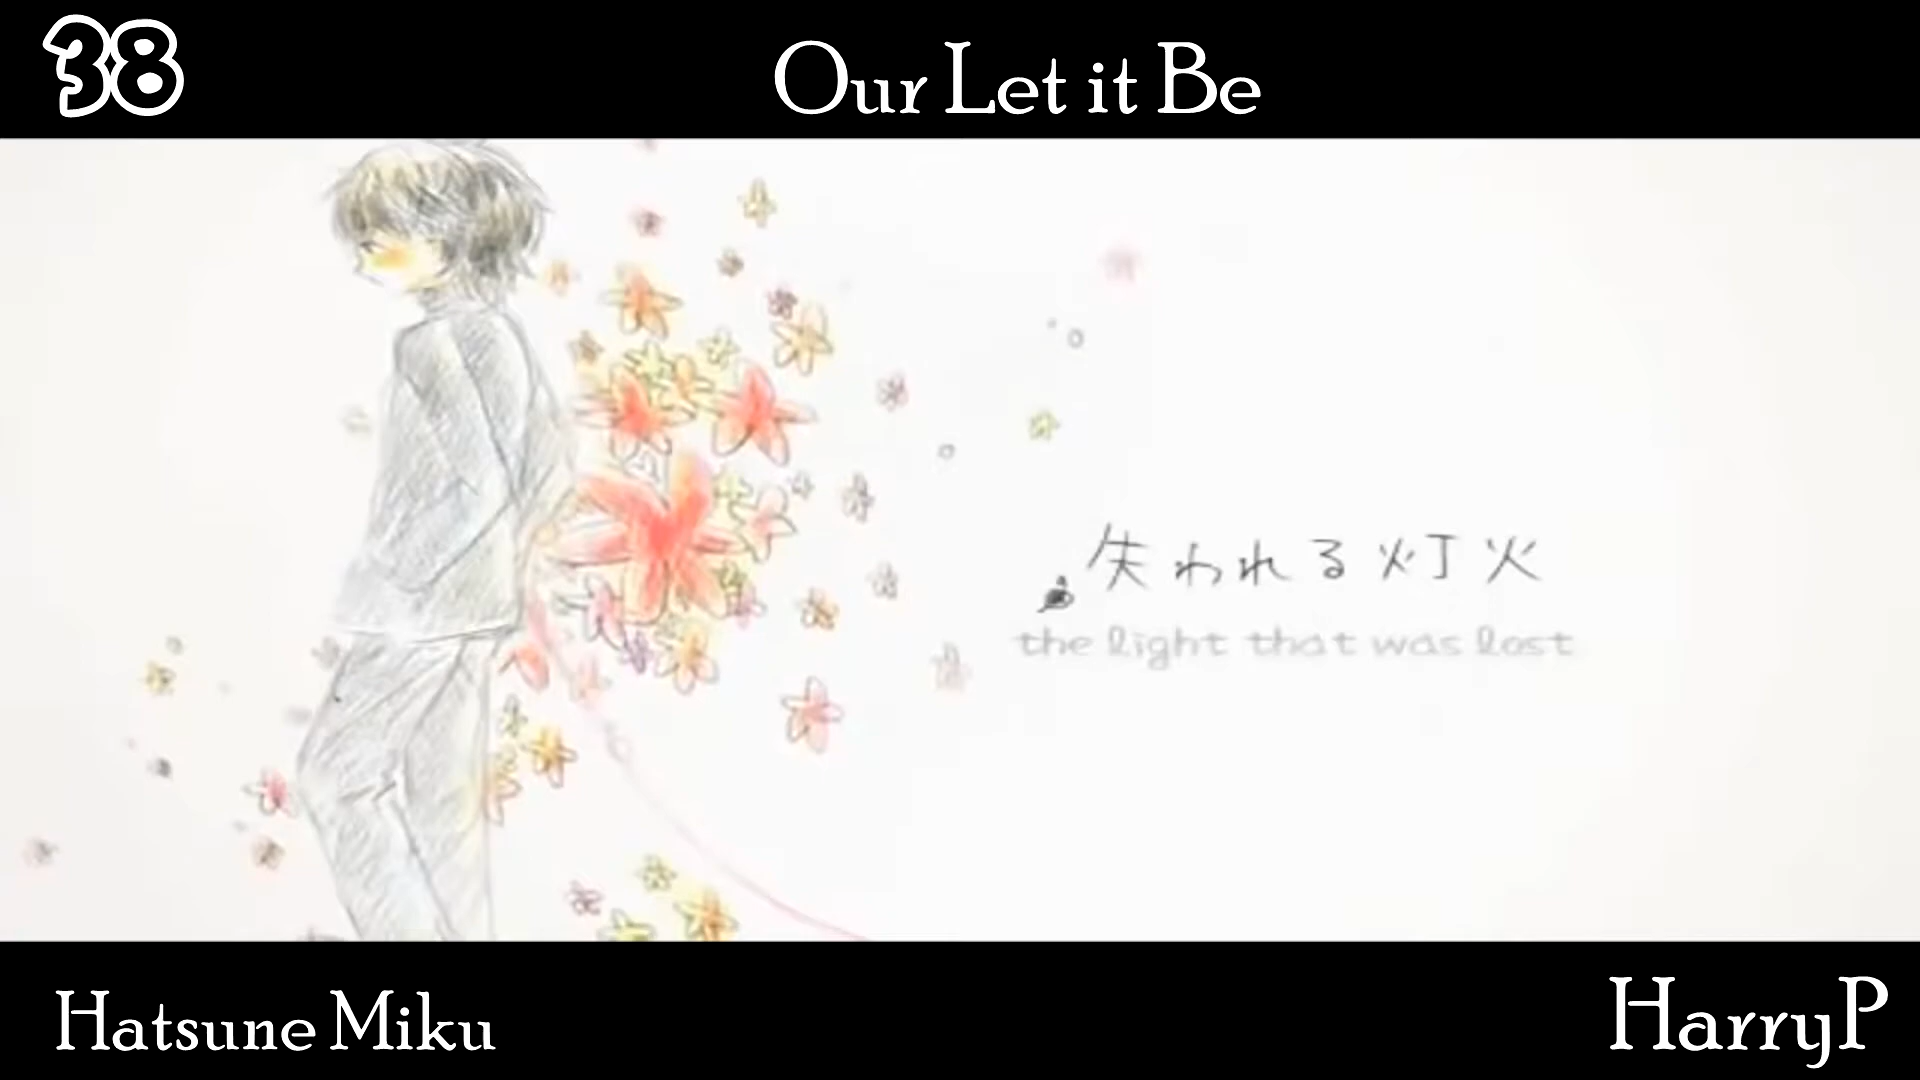 38
Our Let it Be
失われる灯火
the light that was lost
Hatsune Miku
HarryP